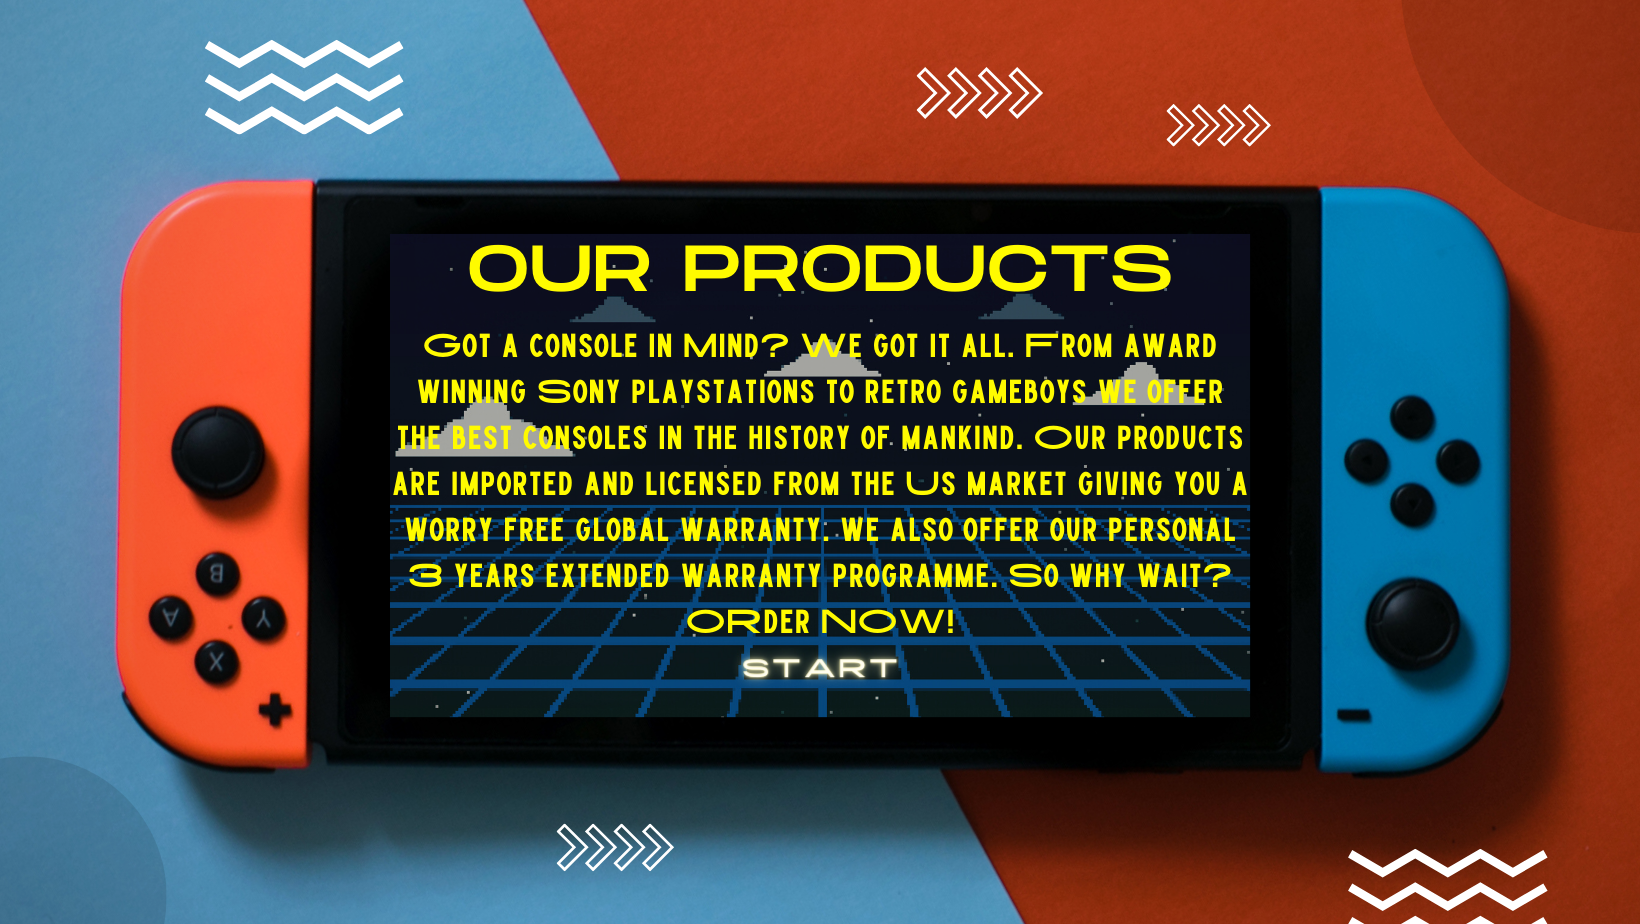 OUR PRODUCTS
Got a console in Mind? We got it all. From award
winning Sony playstations to retro gameboys we offer
the best consoles in the history of mankind. Our products
are imported and licensed from the Us market giving you a
worry free global warranty. we also offer our personal
3 years extended warranty programme. So why wait?
ORder NOW!
START
B
A
Y
X